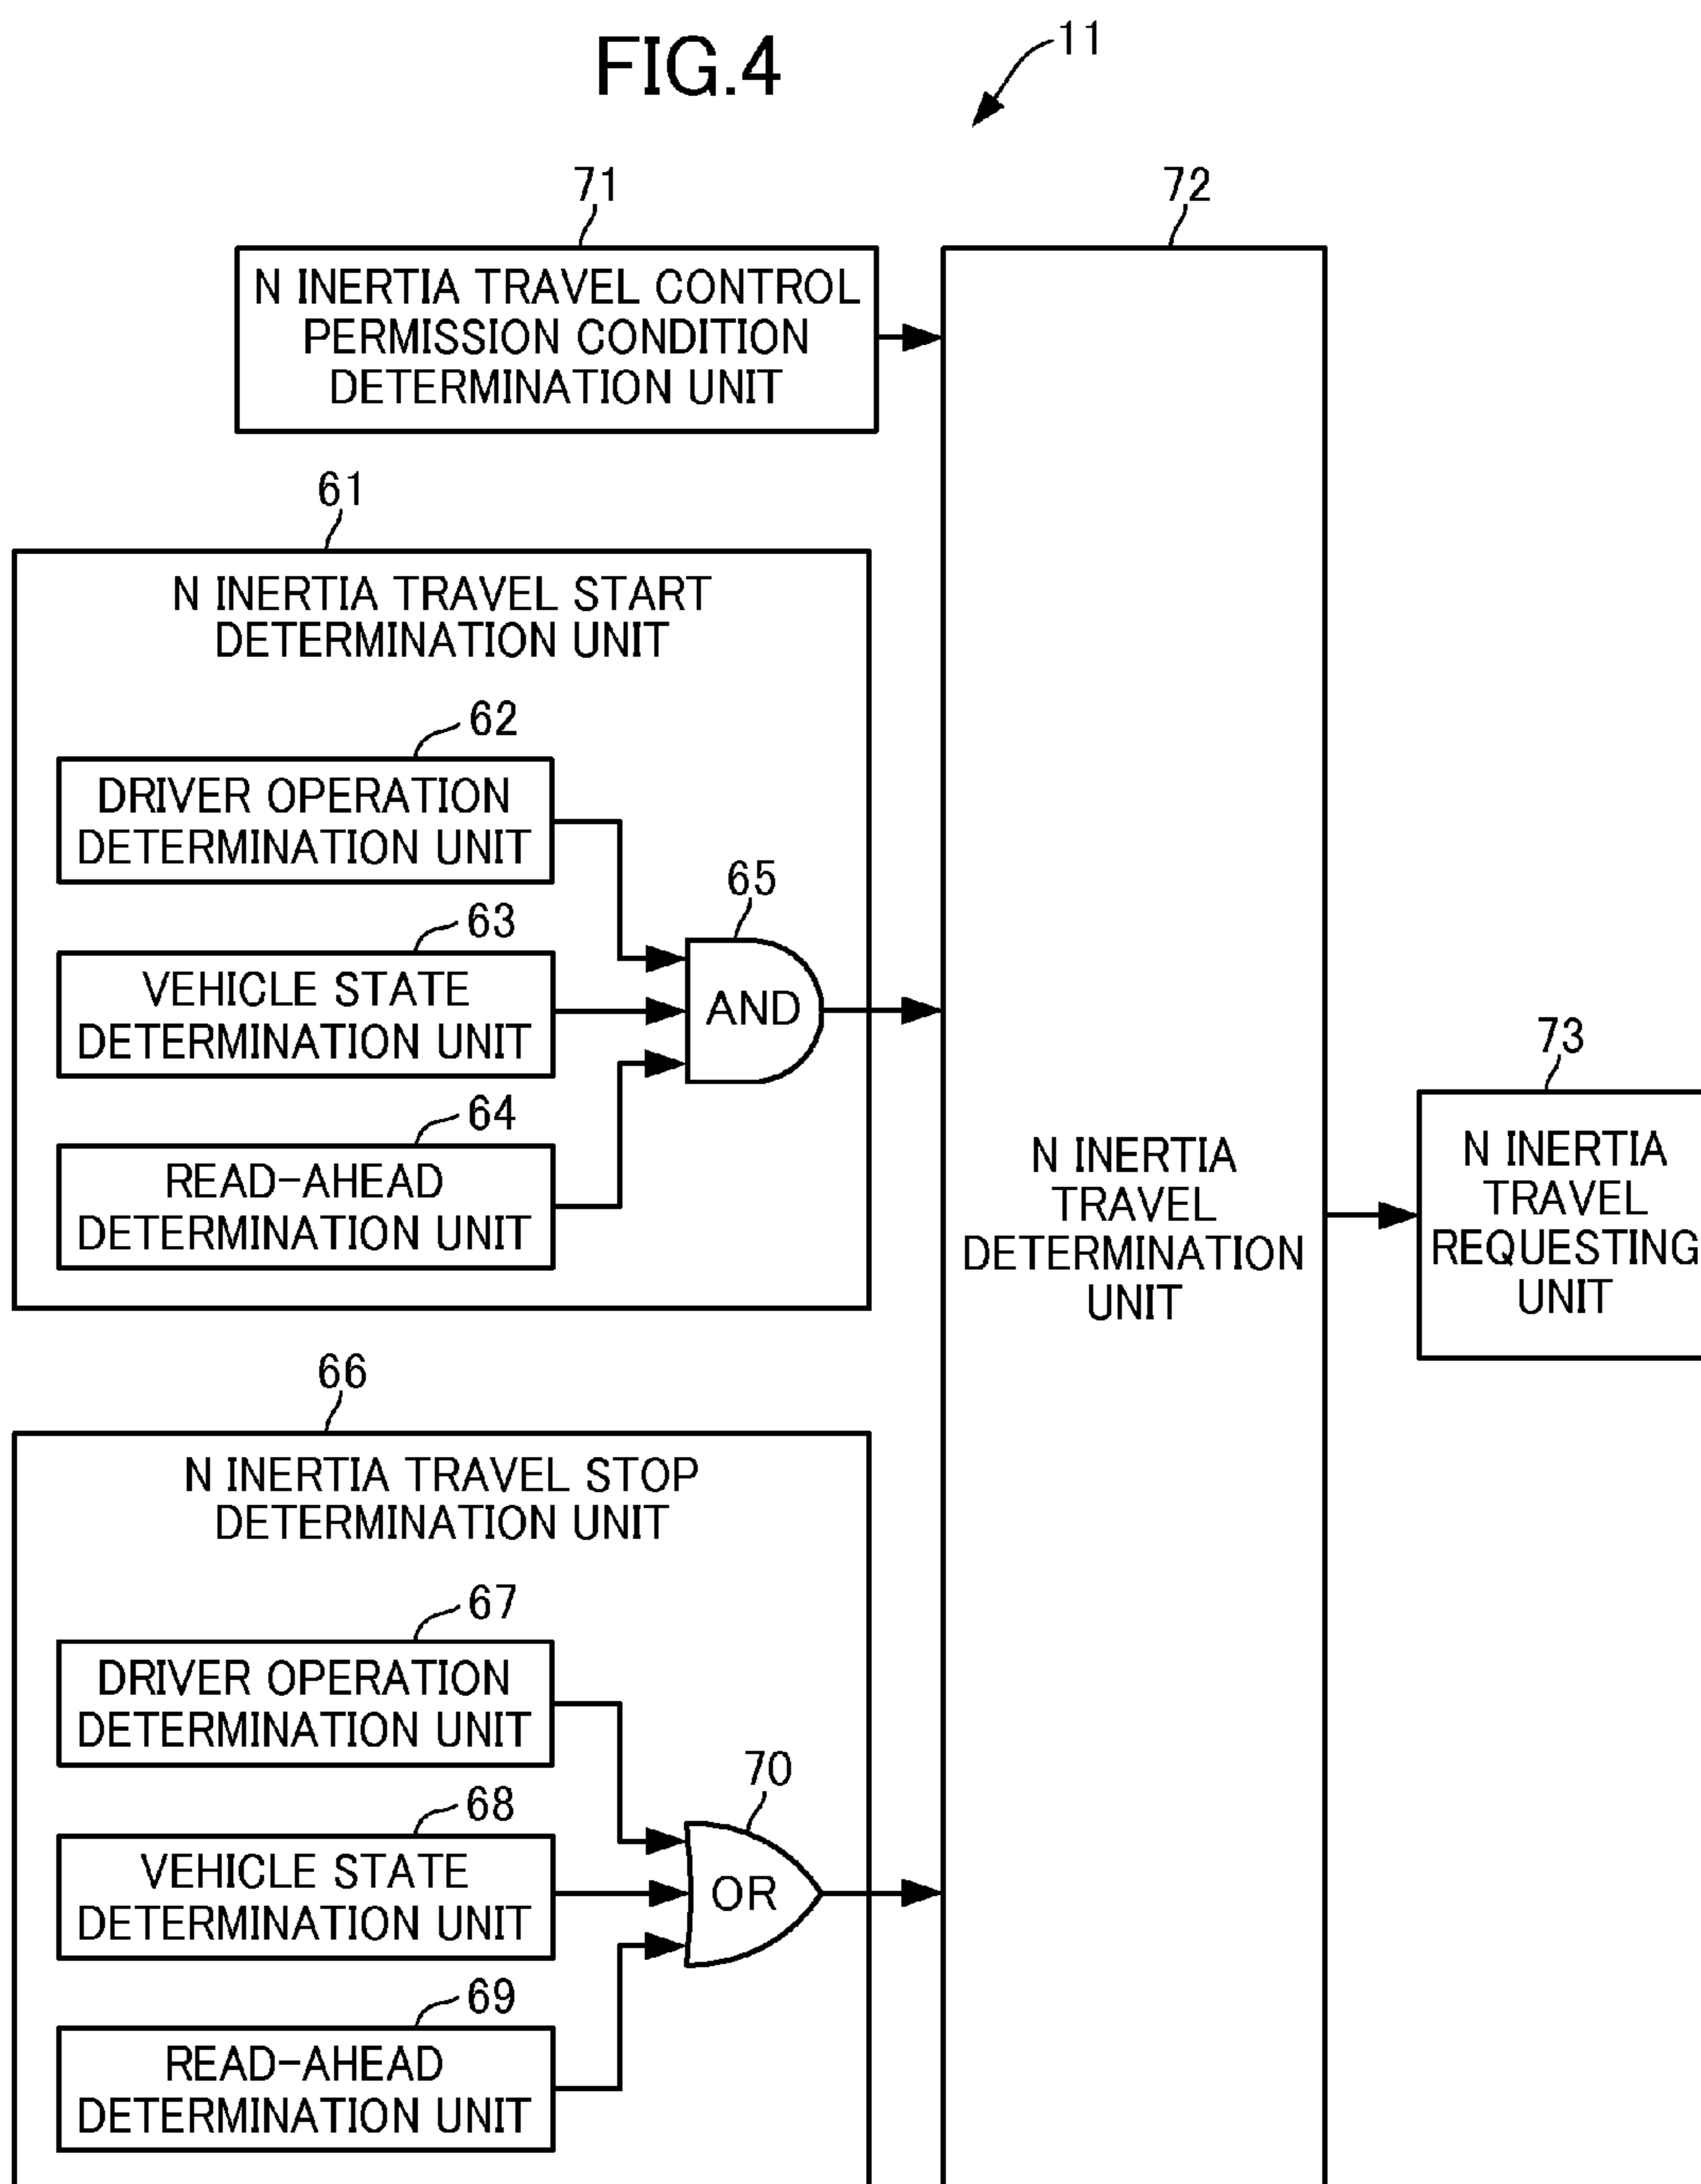 FIG.4
11
71
N INERTIA TRAVEL CONTROL
PERMISSION CONDITION
DETERMINATION UNIT
72
61
N INERTIA TRAVEL START
DETERMINATION UNIT
62
DRIVER OPERATION
DETERMINATION UNIT
63
VEHICLE STATE
DETERMINATION UNIT
64
READ-AHEAD
DETERMINATION UNIT
65
AND
N INERTIA
TRAVEL
DETERMINATION
UNIT
73
N INERTIA
TRAVEL
REQUESTING
UNIT
66
N INERTIA TRAVEL STOP
DETERMINATION UNIT
67
DRIVER OPERATION
DETERMINATION UNIT
68
VEHICLE STATE
DETERMINATION UNIT
69
READ-AHEAD
DETERMINATION UNIT
70
OR